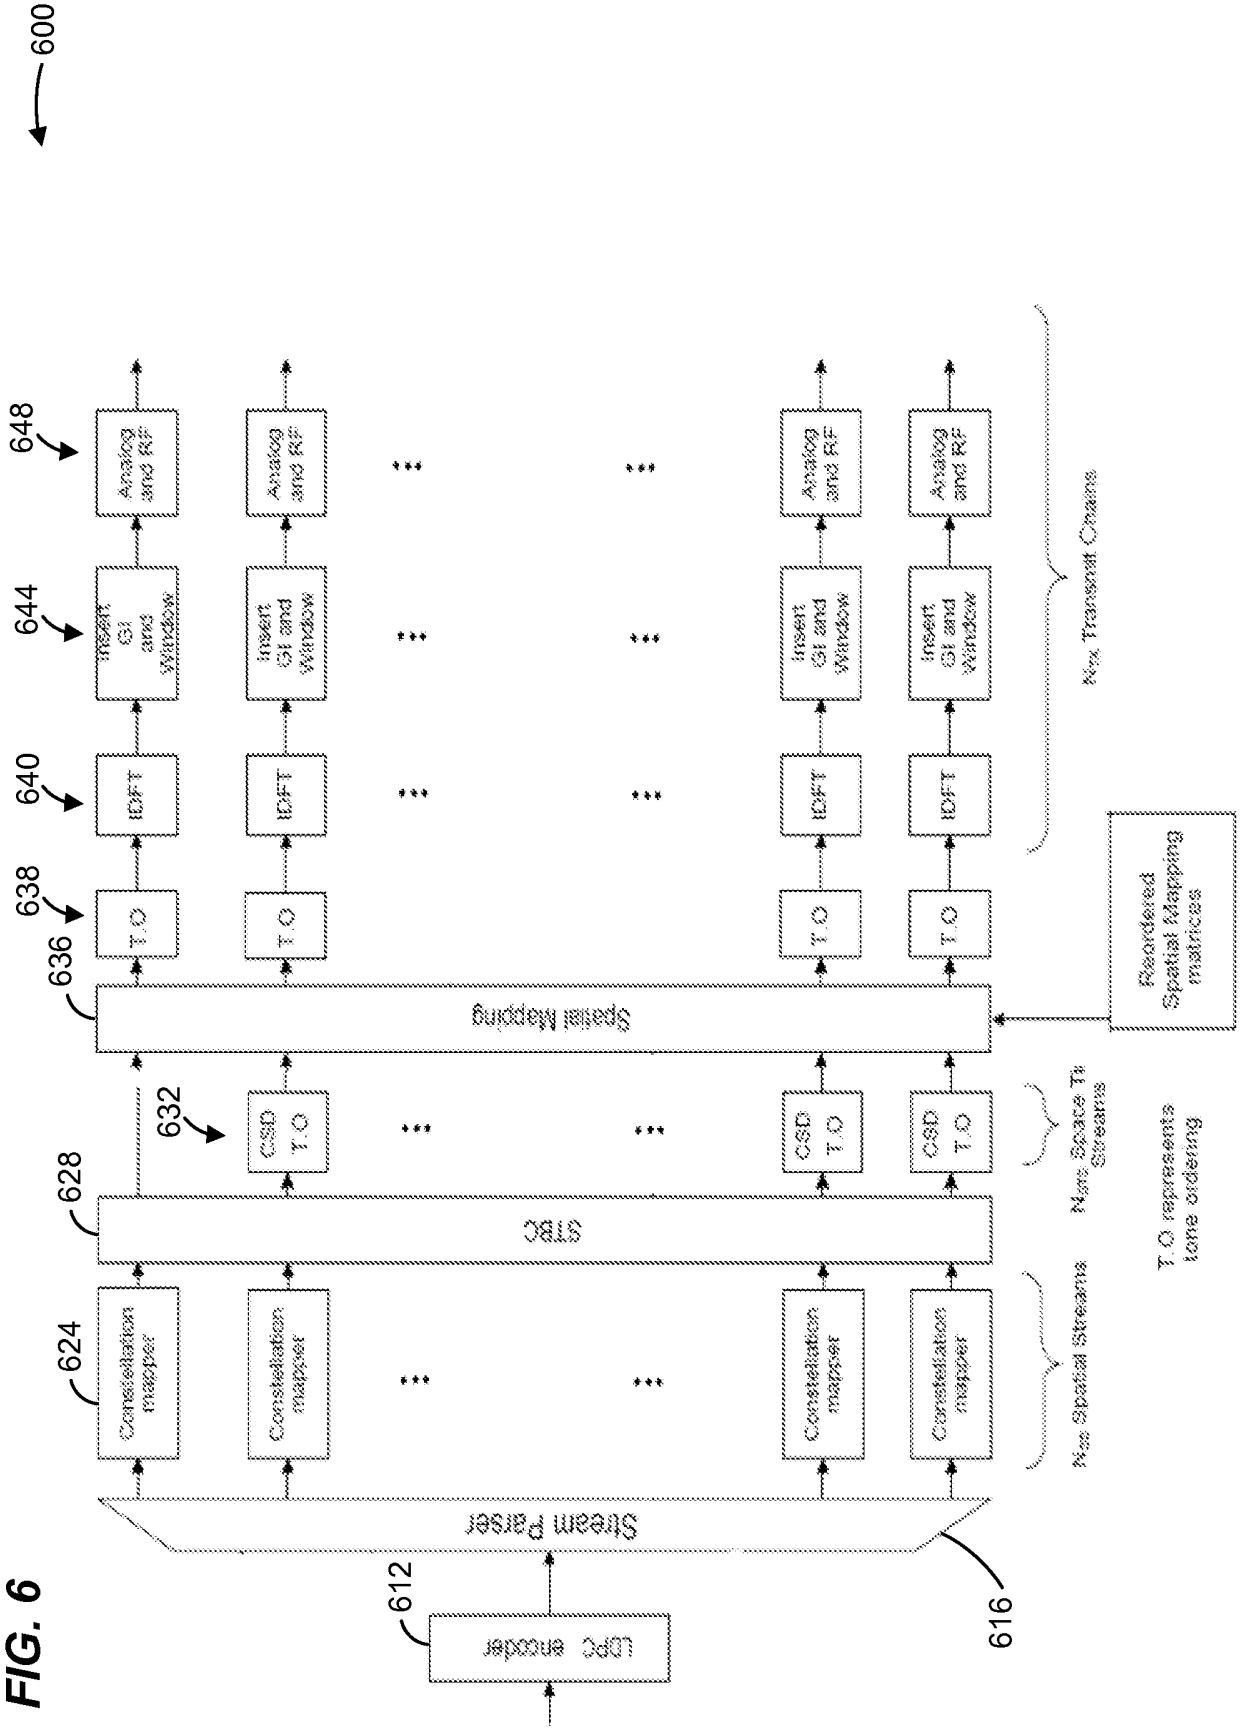 FIG. 6
600
612
LDPC encoder
616
Stream Parser
624
Constellation
mapper
Constellation
mapper
Constellation
mapper
Constellation
mapper
N_SS Spatial Streams
628
STBC
632
CSD
T.O
CSD
T.O
CSD
T.O
N_STS Space Ti
Streams
T.O represents
tone ordering
636
Spatial Mapping
Reordered
Spatial Mapping
matrices
638
T.O
T.O
T.O
T.O
640
IDFT
IDFT
IDFT
IDFT
644
Insert
GI
and
Window
Insert
GI and
Window
Insert
GI and
Window
Insert
GI and
Window
648
Analog
and RF
Analog
and RF
Analog
and RF
Analog
and RF
N_TX Transmit Chains